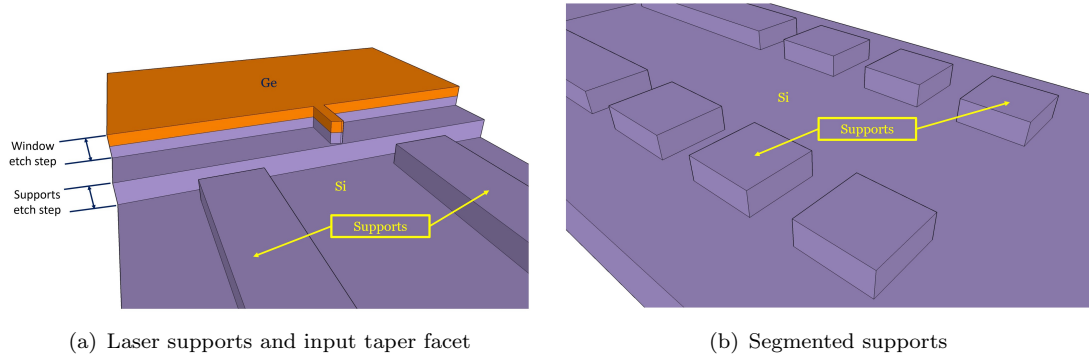 Ge
Window
etch step
Supports
etch step
Si
Supports
(a) Laser supports and input taper facet
Si
Supports
(b) Segmented supports